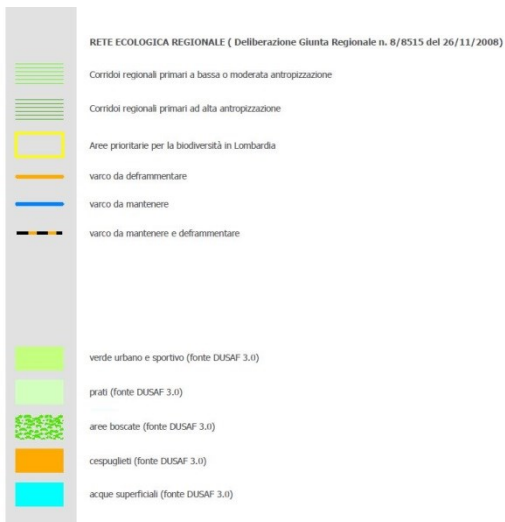 RETE ECOLOGICA REGIONALE ( Deliberazione Giunta Regionale n. 8/8515 del 26/11/2008)
Corridoi regionali primari a bassa o moderata antropizzazione
Corridoi regionali primari ad alta antropizzazione
Aree prioritarie per la biodiversità in Lombardia
varco da deframmentare
varco da mantenere
varco da mantenere e deframmentare
verde urbano e sportivo (fonte DUSAF 3.0)
prati (fonte DUSAF 3.0)
aree boscate (fonte DUSAF 3.0)
cespuglieti (fonte DUSAF 3.0)
acque superficiali (fonte DUSAF 3.0)